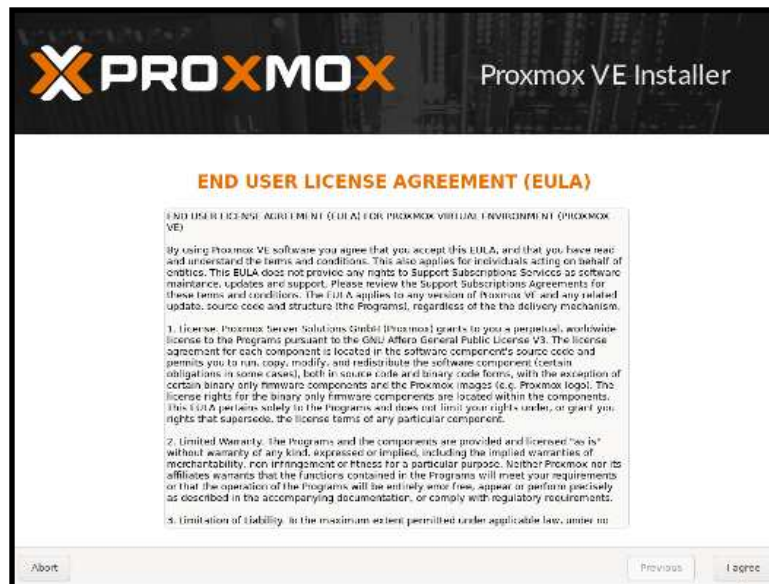 PROXMOX
Proxmox VE Installer
END USER LICENSE AGREEMENT (EULA)
END USER LICENSE AGREEMENT (EULA) FOR PROXMOX VIRTUAL ENVIRONMENT (PROXMOX
VE)
By using Proxmox VE software you agree that you accept this EULA, and that you have read
and understand the terms and conditions. This also applies for individuals acting on behalf of
entities. This EULA does not provide any rights to Support Subscriptions Services as software
maintance, updates and support. Please review the Support Subscriptions Agreements for
these terms and conditions. The EULA applies to any version of Proxmox VE and any related
update, source code and structure (the Programs), regardless of the the delivery mechanism.
1. License. Proxmox Server Solutions GmbH (Proxmox) grants to you a perpetual, worldwide
license to the Programs pursuant to the GNU Affero General Public License V3. The license
agreement for each component is located in the software component's source code and
permits you to run, copy, modify, and redistribute the software component (certain
obligations in some cases), both in source code and binary code forms, with the exception of
certain binary only firmware components and the Proxmox images (e.g. Proxmox logo). The
license rights for the binary only firmware components are located within the components.
This EULA pertains solely to the Programs and does not limit your rights under, or grant you
rights that supersede, the license terms of any particular component.
2. Limited Warranty. The Programs and the components are provided and licensed "as is"
without warranty of any kind, expressed or implied, including the implied warranties of
merchantability, non-infringement or fitness for a particular purpose. Neither Proxmox nor its
affiliates warrants that the functions contained in the Programs will meet your requirements
or that the operation of the Programs will be entirely error free, appear or perform precisely
as described in the accompanying documentation, or comply with regulatory requirements.
3. Limitation of Liability. To the maximum extent permitted under applicable law, under no
Abort
Previous
I agree